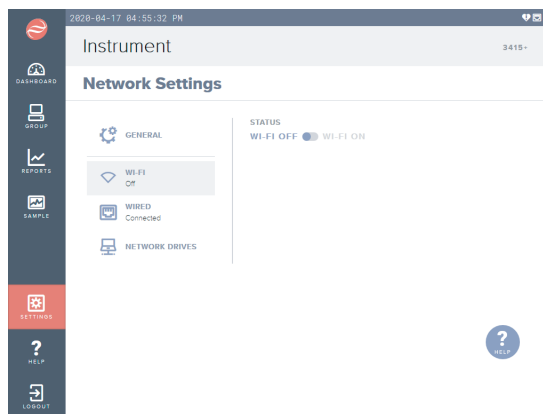 2020-04-17 04:55:32 PM
Instrument
3415+
Network Settings
DASHBOARD
GROUP
REPORTS
SAMPLE
SETTINGS
? HELP
LOGOUT
GENERAL
WI-FI
Off
WIRED
Connected
NETWORK DRIVES
STATUS
WI-FI OFF WI-FI ON
? HELP